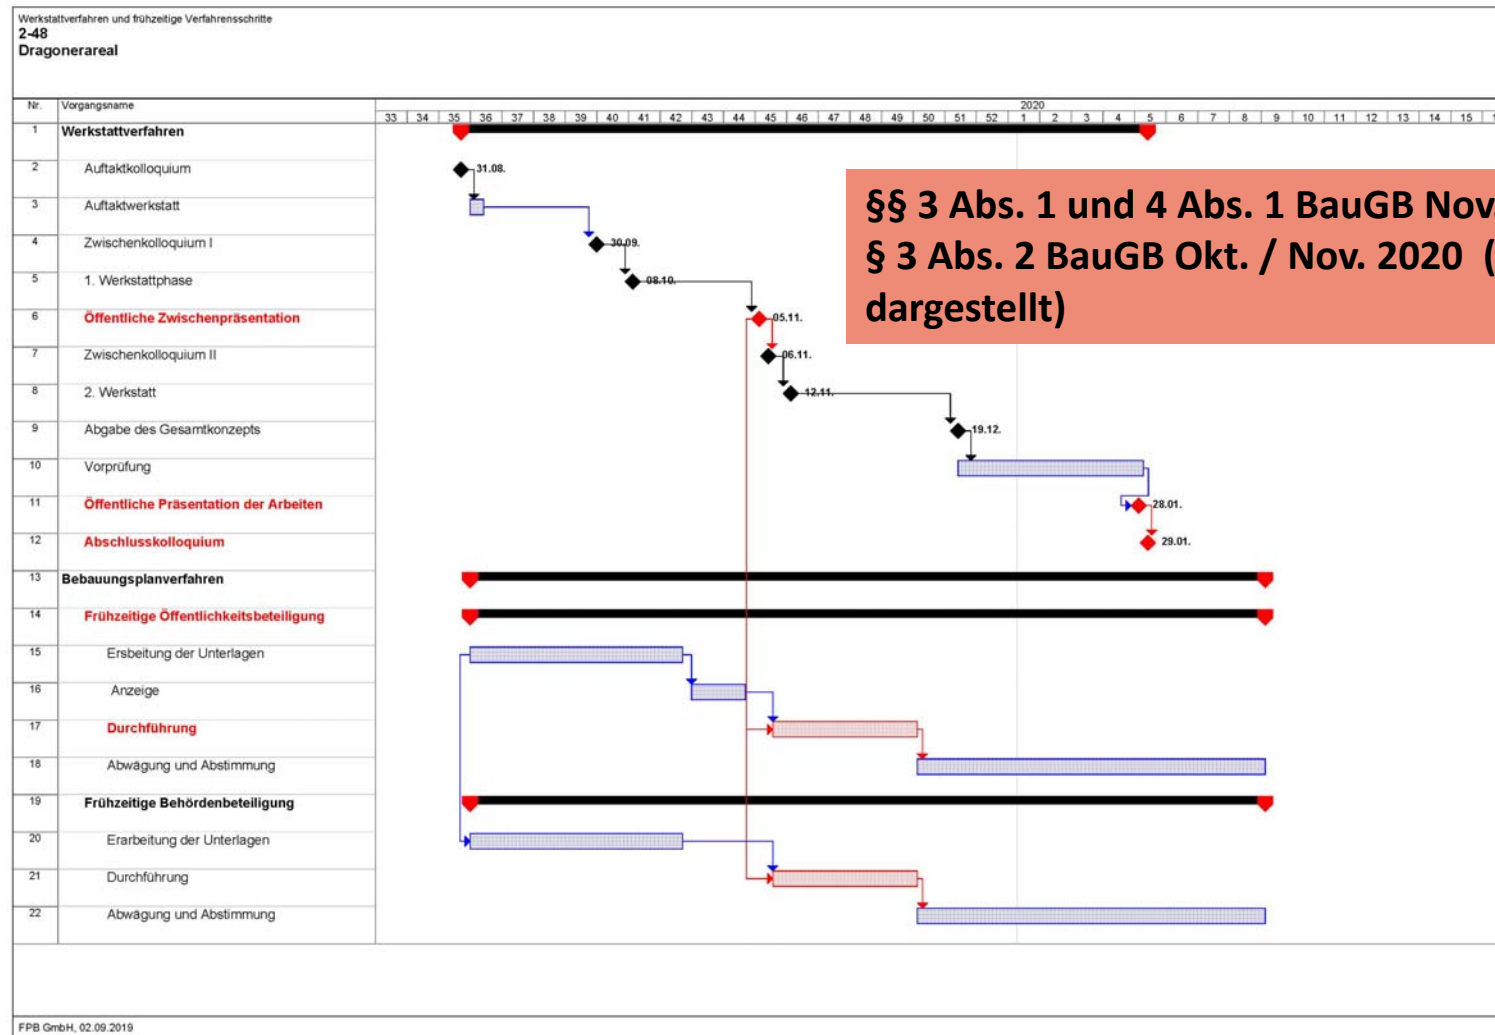 Werkstattverfahren und frühzeitige Verfahrensschritte
2-48
Dragonerareal
Nr. Vorgangsname
2020
33 34 35 36 37 38 39 40 41 42 43 44 45 46 47 48 49 50 51 52 1 2 3 4 5 6 7 8 9 10 11 12 13 14 15 1
1 Werkstattverfahren
2 Auftaktkolloquium 31.08.
3 Auftaktwerkstatt
4 Zwischenkolloquium I 30.09.
5 1. Werkstattphase 08.10.
6 Öffentliche Zwischenpräsentation 05.11.
7 Zwischenkolloquium II 06.11.
8 2. Werkstatt 12.11.
9 Abgabe des Gesamtkonzepts 19.12.
10 Vorprüfung
11 Öffentliche Präsentation der Arbeiten 28.01.
12 Abschlusskolloquium 29.01.
13 Bebauungsplanverfahren
14 Frühzeitige Öffentlichkeitsbeteiligung
15 Ersbeitung der Unterlagen
16 Anzeige
17 Durchführung
18 Abwägung und Abstimmung
19 Frühzeitige Behördenbeteiligung
20 Erarbeitung der Unterlagen
21 Durchführung
22 Abwägung und Abstimmung
§§ 3 Abs. 1 und 4 Abs. 1 BauGB Nov.
§ 3 Abs. 2 BauGB Okt. / Nov. 2020 (
dargestellt)
FPB GmbH, 02.09.2019